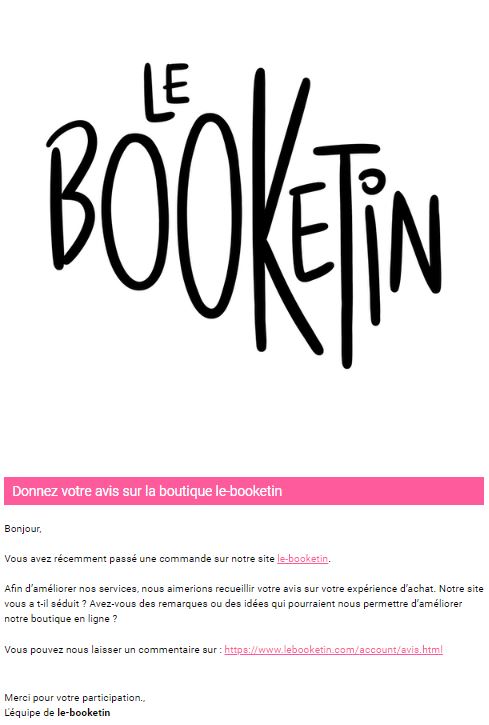 LE
BOOKETIN
Donnez votre avis sur la boutique le-booketin
Bonjour,
Vous avez récemment passé une commande sur notre site le-booketin.
Afin d’améliorer nos services, nous aimerions recueillir votre avis sur votre expérience d’achat. Notre site
vous a t-il séduit ? Avez-vous des remarques ou des idées qui pourraient nous permettre d’améliorer
notre boutique en ligne ?
Vous pouvez nous laisser un commentaire sur : https://www.lebooketin.com/account/avis.html
Merci pour votre participation.,
L’équipe de le-booketin